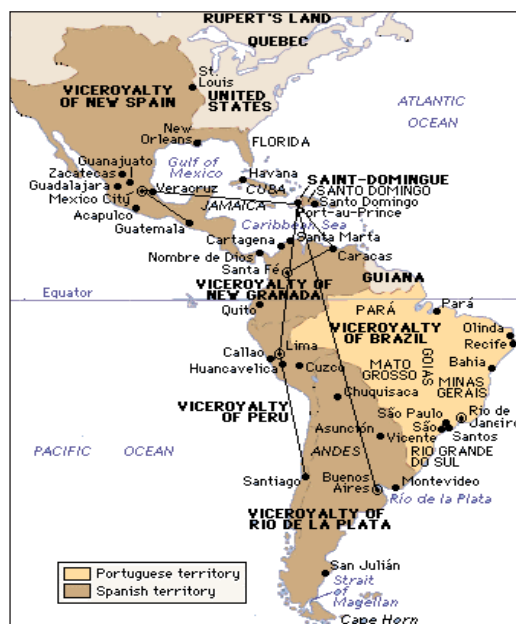 RUPERT'S LAND
QUEBEC
St.
Louis
VICEROYALTY
OF NEW SPAIN
UNITED
STATES
ATLANTIC
OCEAN
New
Orleans
FLORIDA
Guanajuato
Gulf of
Mexico
Zacatecas
Havana
SAINT-DOMINGUE
Guadalajara
Veracruz
CUBA
SANTO DOMINGO
Mexico City
JAMAICA
Santo Domingo
Port-au-Prince
Acapulco
Caribbean Sea
Guatemala
Cartagena
Santa Marta
Nombre de Dios
Caracas
Santa Fé
GUIANA
VICEROYALTY OF
NEW GRANADA
Equator
Quito
PARÁ
Pará
VICEROYALTY
OF BRAZIL
Olinda
Recife
Lima
Callao
Huancavelica
Cuzco
MATO
GROSSO
GOIAS
Bahia
MINAS
GERAIS
Chuquisaca
VICEROYALTY
OF PERU
São Paulo
Rio de
Janeiro
Asunción
São
Vicente
Santos
PACIFIC OCEAN
ANDES
RIO GRANDE
DO SUL
Santiago
Buenos
Aires
Montevideo
Río de la Plata
VICEROYALTY OF
RIO DE LA PLATA
San Julián
Portuguese territory
Spanish territory
Strait
of
Magellan
Cape Horn